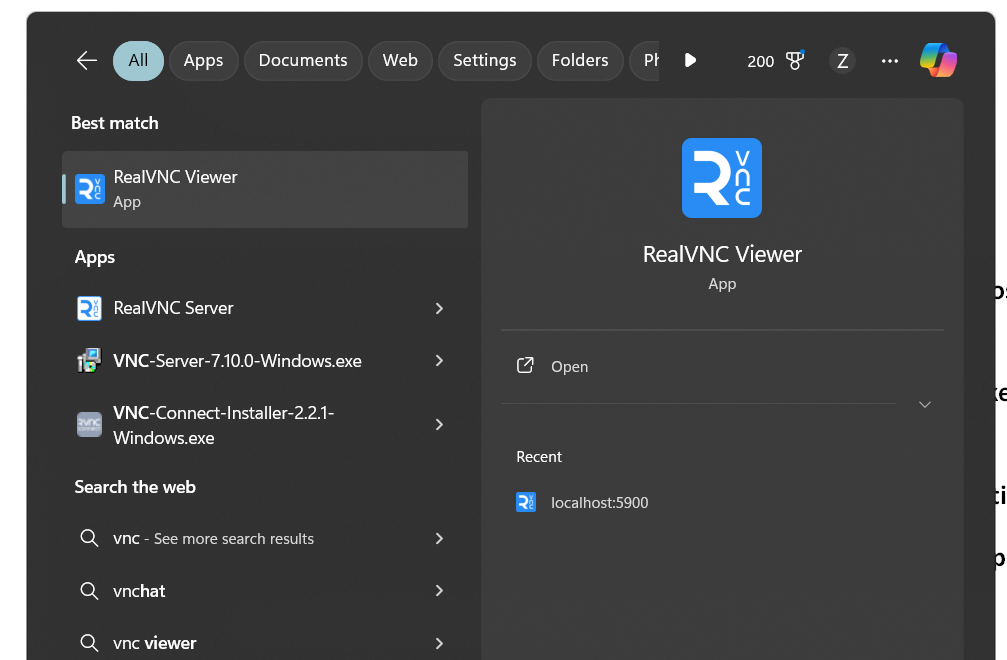 All
Apps
Documents
Web
Settings
Folders
200
Z
Best match
RealVNC Viewer
App
Apps
RealVNC Server
VNC-Server-7.10.0-Windows.exe
VNC-Connect-Installer-2.2.1-
Windows.exe
Search the web
vnc - See more search results
vnchat
vnc viewer
RealVNC Viewer
App
Open
Recent
localhost:5900